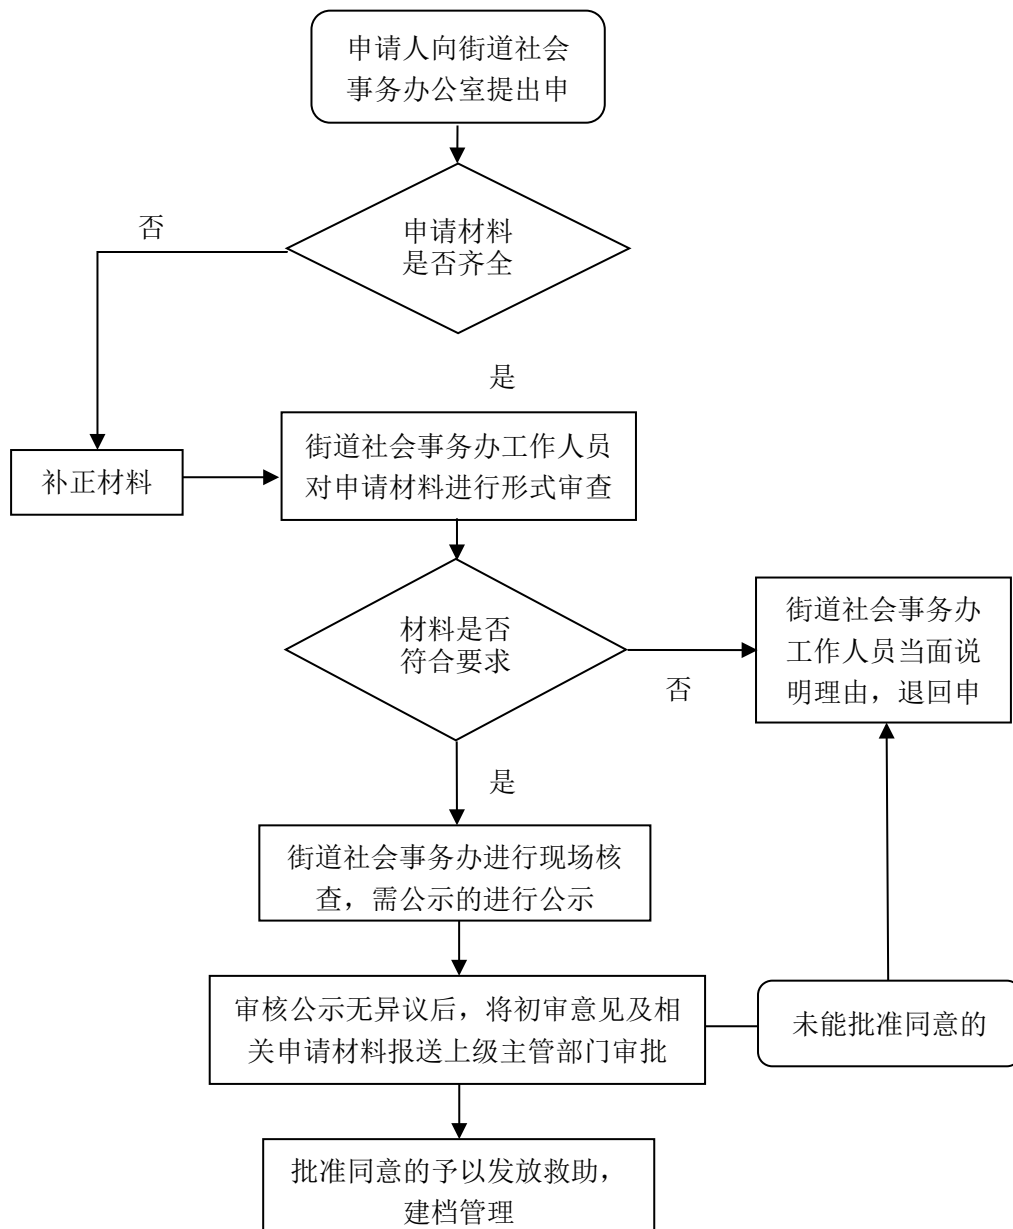 申请人向街道社会
事务办公室提出申
否
申请材料
是否齐全
是
补正材料
街道社会事务办工作人员
对申请材料进行形式审查
材料是否
符合要求
否
街道社会事务办
工作人员当面说
明理由，退回申
是
街道社会事务办进行现场核
查，需公示的进行公示
审核公示无异议后，将初审意见及相
关申请材料报送上级主管部门审批
未能批准同意的
批准同意的予以发放救助，
建档管理